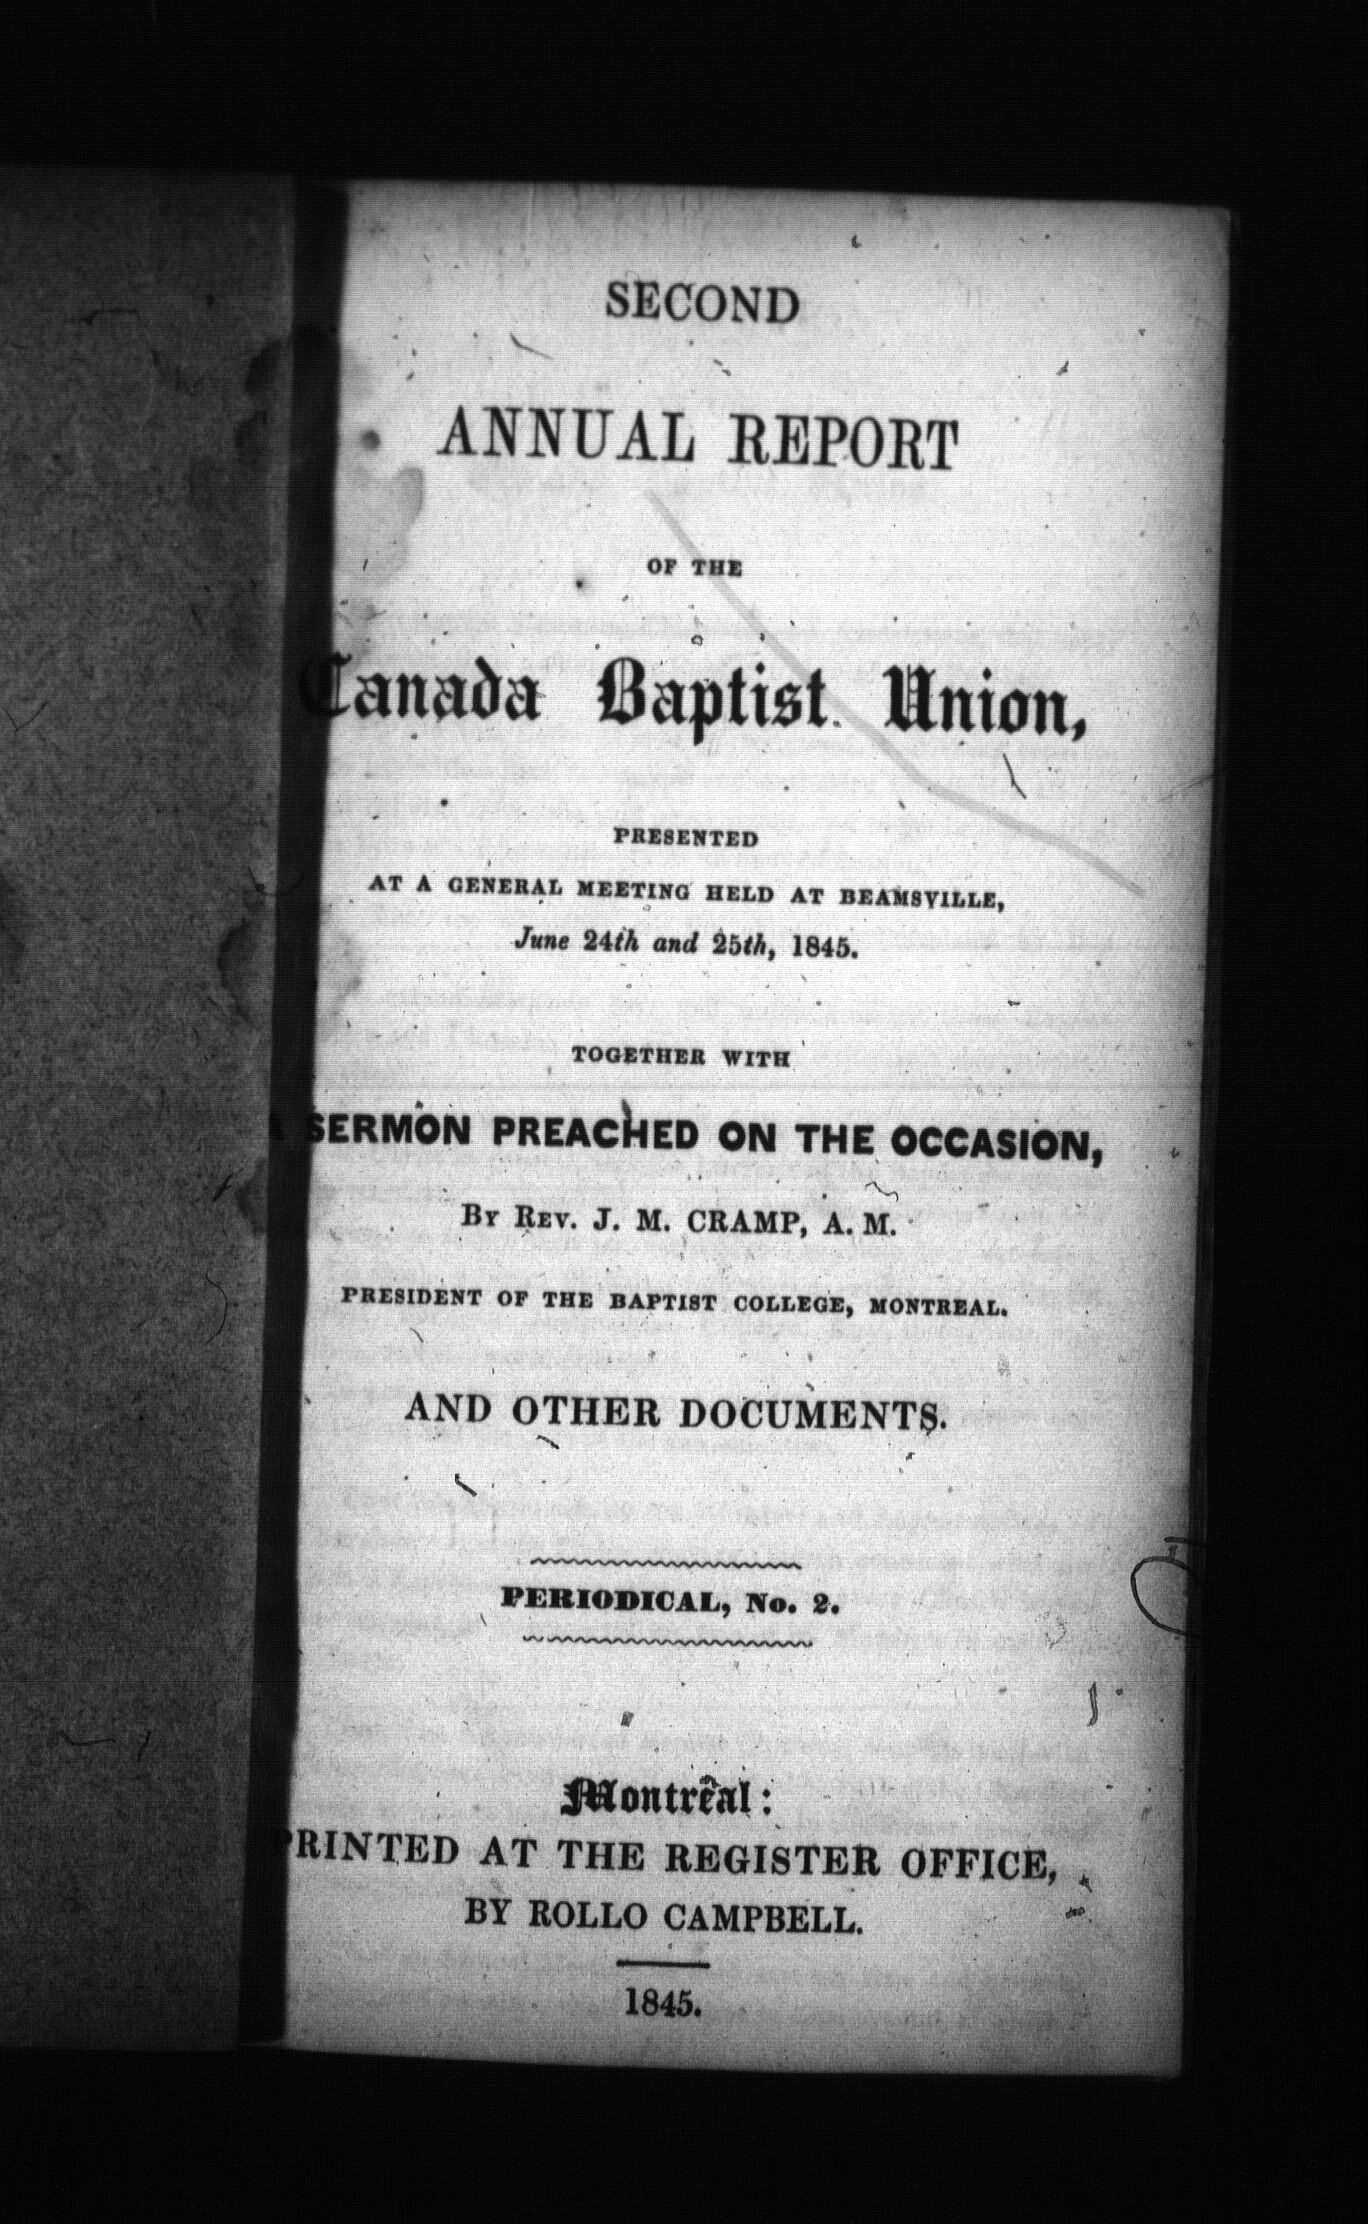 SECOND
ANNUAL REPORT
OF THE
Canada Baptist Union,
PRESENTED
AT A GENERAL MEETING HELD AT BEAMSVILLE,
June 24th and 25th, 1845.
TOGETHER WITH
A SERMON PREACHED ON THE OCCASION,
BY REV. J. M. CRAMP, A. M.
PRESIDENT OF THE BAPTIST COLLEGE, MONTREAL.
AND OTHER DOCUMENTS.
PERIODICAL, No. 2.
Montreal:
PRINTED AT THE REGISTER OFFICE,
BY ROLLO CAMPBELL.
1845.